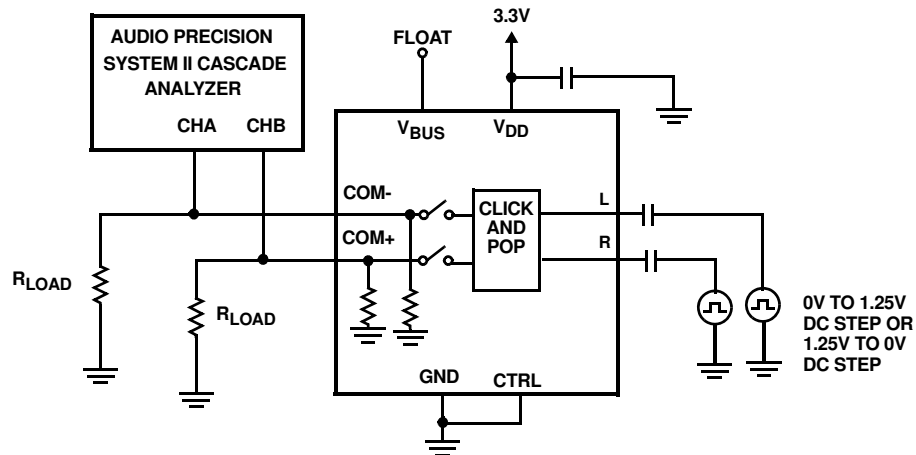 3.3V
AUDIO PRECISION
SYSTEM II CASCADE
ANALYZER
FLOAT
CHA CHB
VBUS VDD
COM-
CLICK
AND
POP
L
COM+
R
RLOAD
RLOAD
0V TO 1.25V
DC STEP OR
1.25V TO 0V
DC STEP
GND CTRL